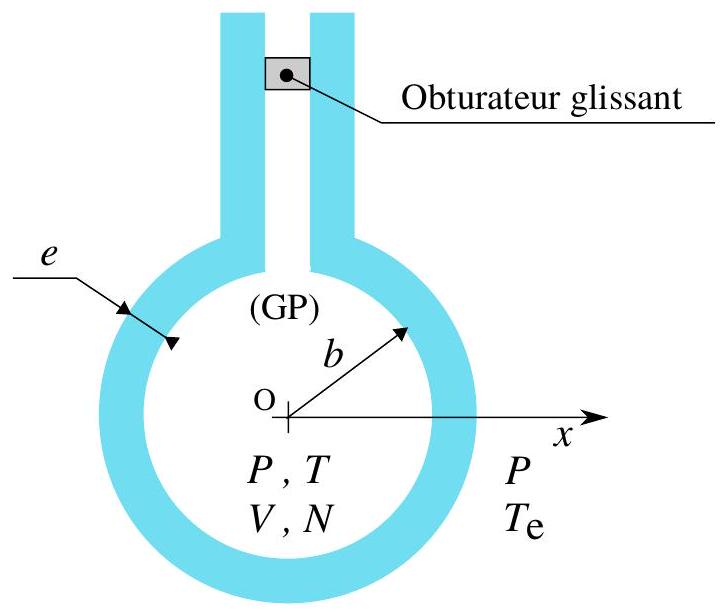 Obturateur glissant
e
(GP)
b
O
x
P , T
V , N
P
Te